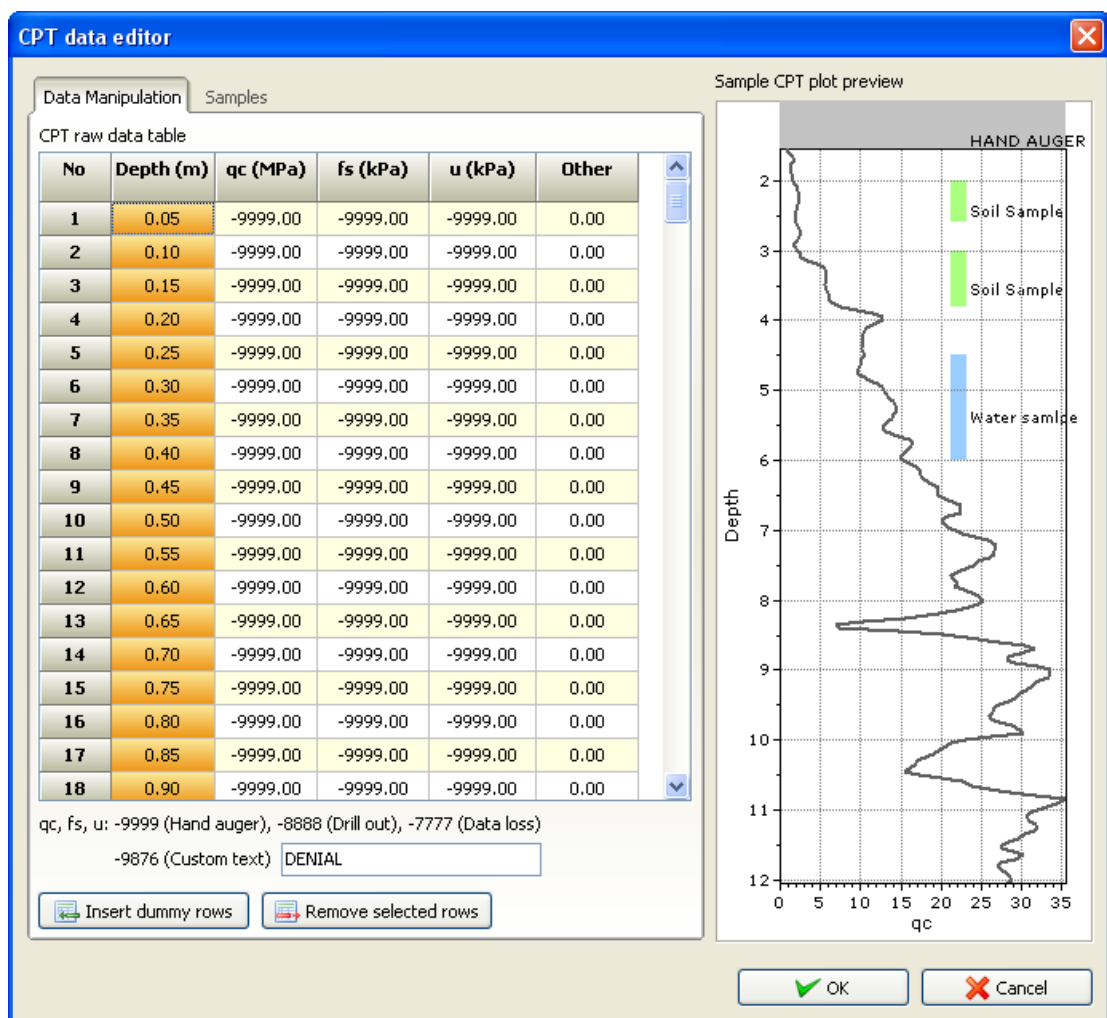 CPT data editor
Data Manipulation Samples
CPT raw data table
No Depth (m) qc (MPa) fs (kPa) u (kPa) Other
1 0.05 -9999.00 -9999.00 -9999.00 0.00
2 0.10 -9999.00 -9999.00 -9999.00 0.00
3 0.15 -9999.00 -9999.00 -9999.00 0.00
4 0.20 -9999.00 -9999.00 -9999.00 0.00
5 0.25 -9999.00 -9999.00 -9999.00 0.00
6 0.30 -9999.00 -9999.00 -9999.00 0.00
7 0.35 -9999.00 -9999.00 -9999.00 0.00
8 0.40 -9999.00 -9999.00 -9999.00 0.00
9 0.45 -9999.00 -9999.00 -9999.00 0.00
10 0.50 -9999.00 -9999.00 -9999.00 0.00
11 0.55 -9999.00 -9999.00 -9999.00 0.00
12 0.60 -9999.00 -9999.00 -9999.00 0.00
13 0.65 -9999.00 -9999.00 -9999.00 0.00
14 0.70 -9999.00 -9999.00 -9999.00 0.00
15 0.75 -9999.00 -9999.00 -9999.00 0.00
16 0.80 -9999.00 -9999.00 -9999.00 0.00
17 0.85 -9999.00 -9999.00 -9999.00 0.00
18 0.90 -9999.00 -9999.00 -9999.00 0.00
qc, fs, u: -9999 (Hand auger), -8888 (Drill out), -7777 (Data loss)
-9876 (Custom text) DENIAL
Insert dummy rows Remove selected rows
Sample CPT plot preview
HAND AUGER
2
Soil Sample
3
Soil Sample
4
5
Water samlpe
6
Depth
7
8
9
10
11
12
0 5 10 15 20 25 30 35
qc
OK Cancel